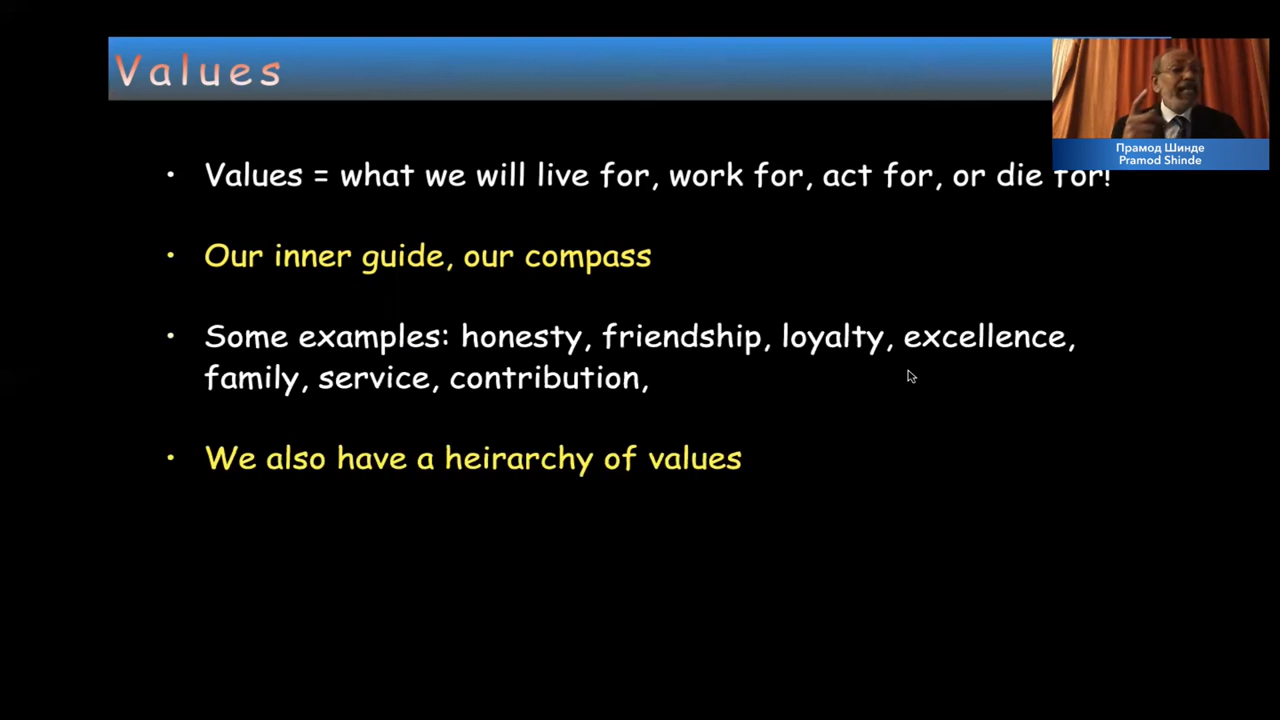 Values
Прамод Шинде
Pramod Shinde
• Values = what we will live for, work for, act for, or die for!
• Our inner guide, our compass
• Some examples: honesty, friendship, loyalty, excellence,
family, service, contribution,
• We also have a heirarchy of values